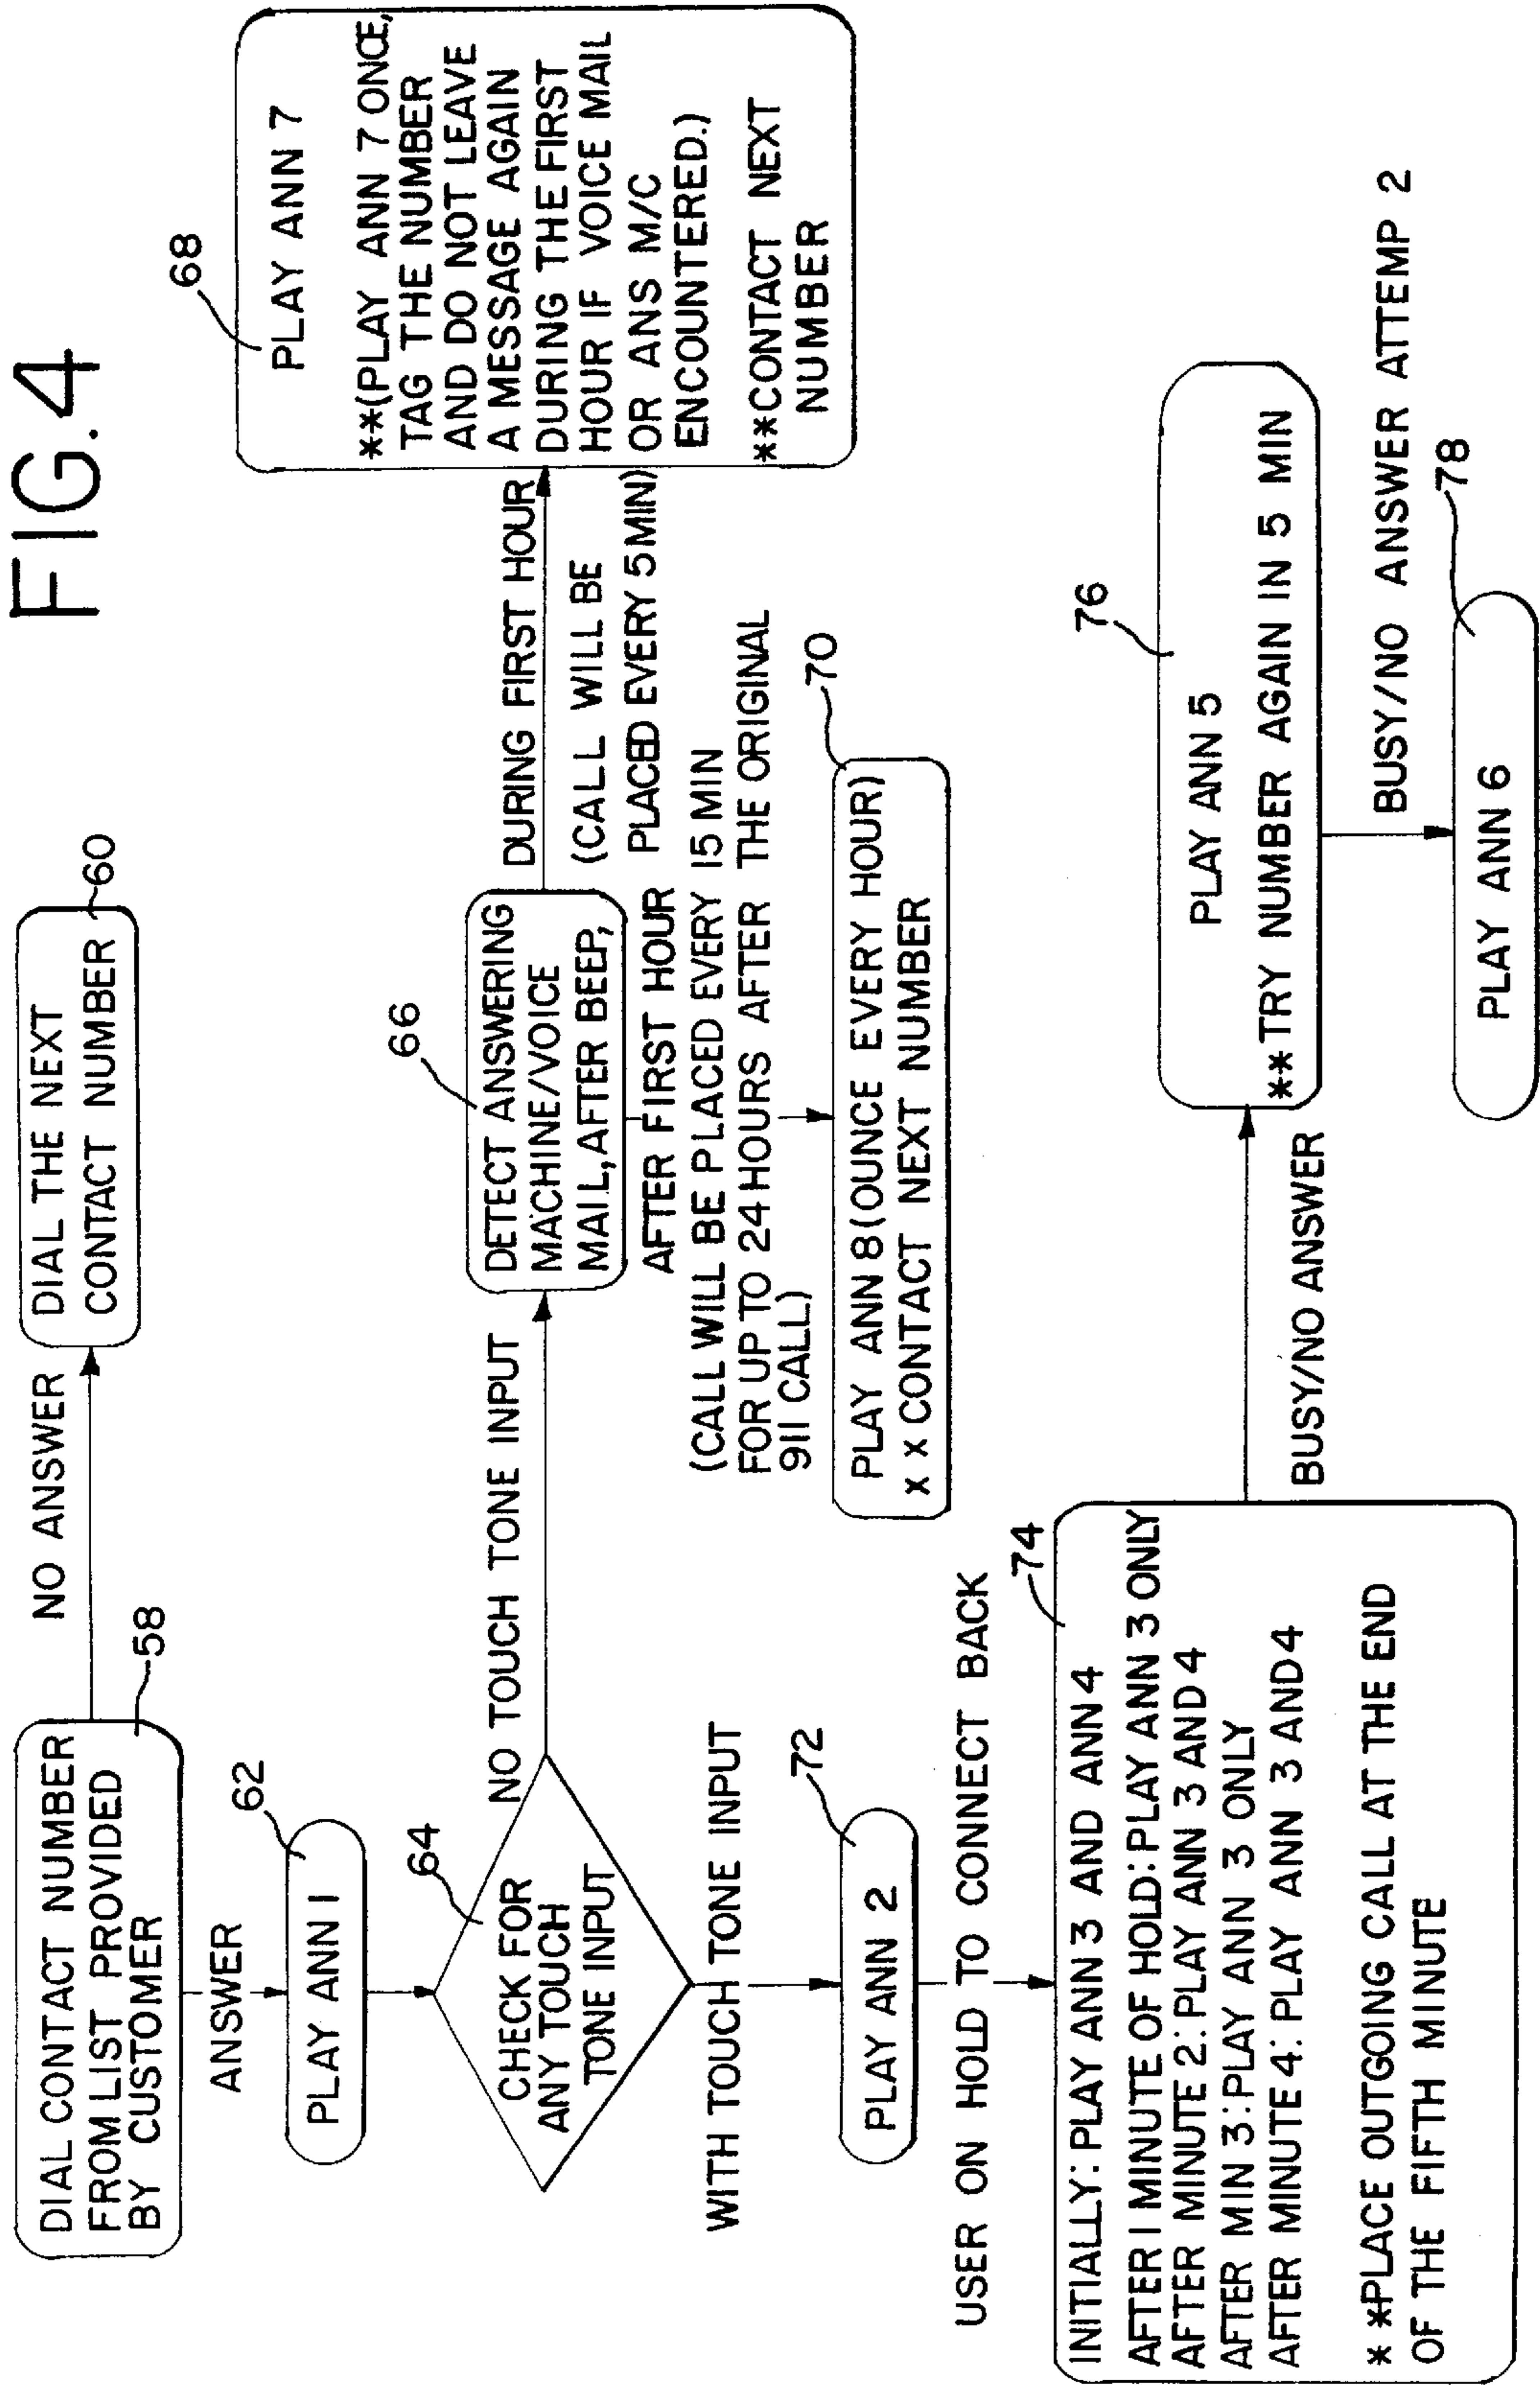 FIG.4
DIAL CONTACT NUMBER
FROM LIST PROVIDED
BY CUSTOMER
58
NO ANSWER
DIAL THE NEXT
CONTACT NUMBER
60
ANSWER
PLAY ANN 1
62
CHECK FOR
ANY TOUCH
TONE INPUT
64
NO TOUCH TONE INPUT
DETECT ANSWERING
MACHINE/VOICE
MAIL,AFTER BEEP,
66
DURING FIRST HOUR
(CALL WILL BE
PLACED EVERY 5MIN)
PLAY ANN 7
**(PLAY ANN 7 ONCE,
TAG THE NUMBER
AND DO NOT LEAVE
A MESSAGE AGAIN
DURING THE FIRST
HOUR IF VOICE MAIL
OR ANS M/C
ENCOUNTERED.)
**CONTACT NEXT
NUMBER
68
AFTER FIRST HOUR
(CALL WILL BE PLACED EVERY 15 MIN
FOR UP TO 24 HOURS AFTER THE ORIGINAL
911 CALL)
70
PLAY ANN 8(OUNCE EVERY HOUR)
x x CONTACT NEXT NUMBER
WITH TOUCH TONE INPUT
PLAY ANN 2
72
USER ON HOLD TO CONNECT BACK
74
INITIALLY: PLAY ANN 3 AND ANN 4
AFTER 1 MINUTE OF HOLD: PLAY ANN 3 ONLY
AFTER MINUTE 2: PLAY ANN 3 AND 4
AFTER MIN 3: PLAY ANN 3 ONLY
AFTER MINUTE 4: PLAY ANN 3 AND 4
* *PLACE OUTGOING CALL AT THE END
OF THE FIFTH MINUTE
BUSY/NO ANSWER
76
PLAY ANN 5
** TRY NUMBER AGAIN IN 5 MIN
BUSY/NO ANSWER ATTEMP 2
78
PLAY ANN 6